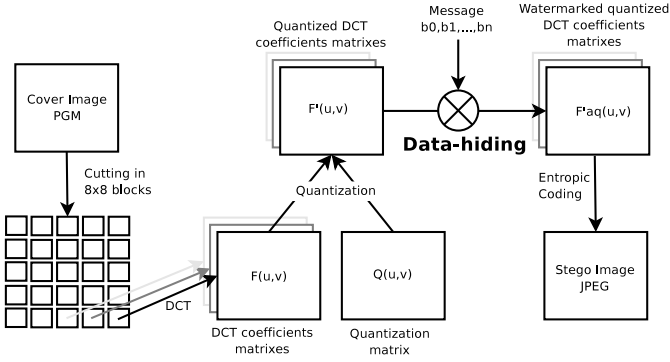 Cover Image
PGM
Cutting in
8x8 blocks
DCT
F(u,v)
DCT coefficients
matrixes
Q(u,v)
Quantization
matrix
Quantization
Quantized DCT
coefficients matrixes
F'(u,v)
Message
b0,b1,...,bn
Data-hiding
Watermarked quantized
DCT coefficients
matrixes
F'aq(u,v)
Entropic
Coding
Stego Image
JPEG